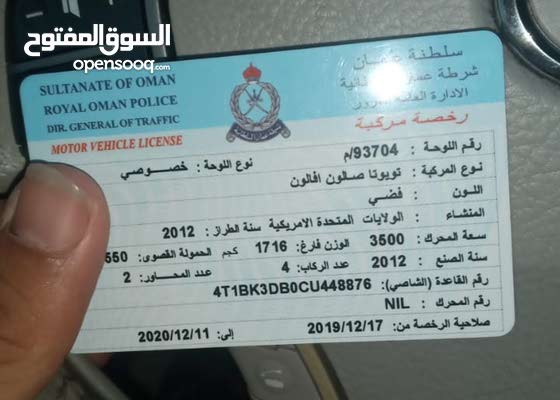 السوق المفتوح
opensooq.com
SULTANATE OF OMAN
ROYAL OMAN POLICE
DIR. GENERAL OF TRAFFIC
MOTOR VEHICLE LICENSE
سلطنة عمان
شرطة عمان
الادارة العامة
رخصة مركبة
رقم اللوحة : 93704/م نوع اللوحة : خصوصي
نوع المركبة : تويوتا صالون افالون
اللون : فضي
المنشاء : الولايات المتحدة الامريكية سنة الطراز : 2012
سعة المحرك : 3500 الوزن فارغ: 1716 كجم الحمولة القصوى: 550
سنة الصنع : 2012 عدد الركاب: 4 عدد المحاور: 2
رقم القاعدة (الشاصي): 4T1BK3DB0CU448876
رقم المحرك : NIL
صلاحية الرخصة من: 2019/12/17 إلى: 2020/12/11